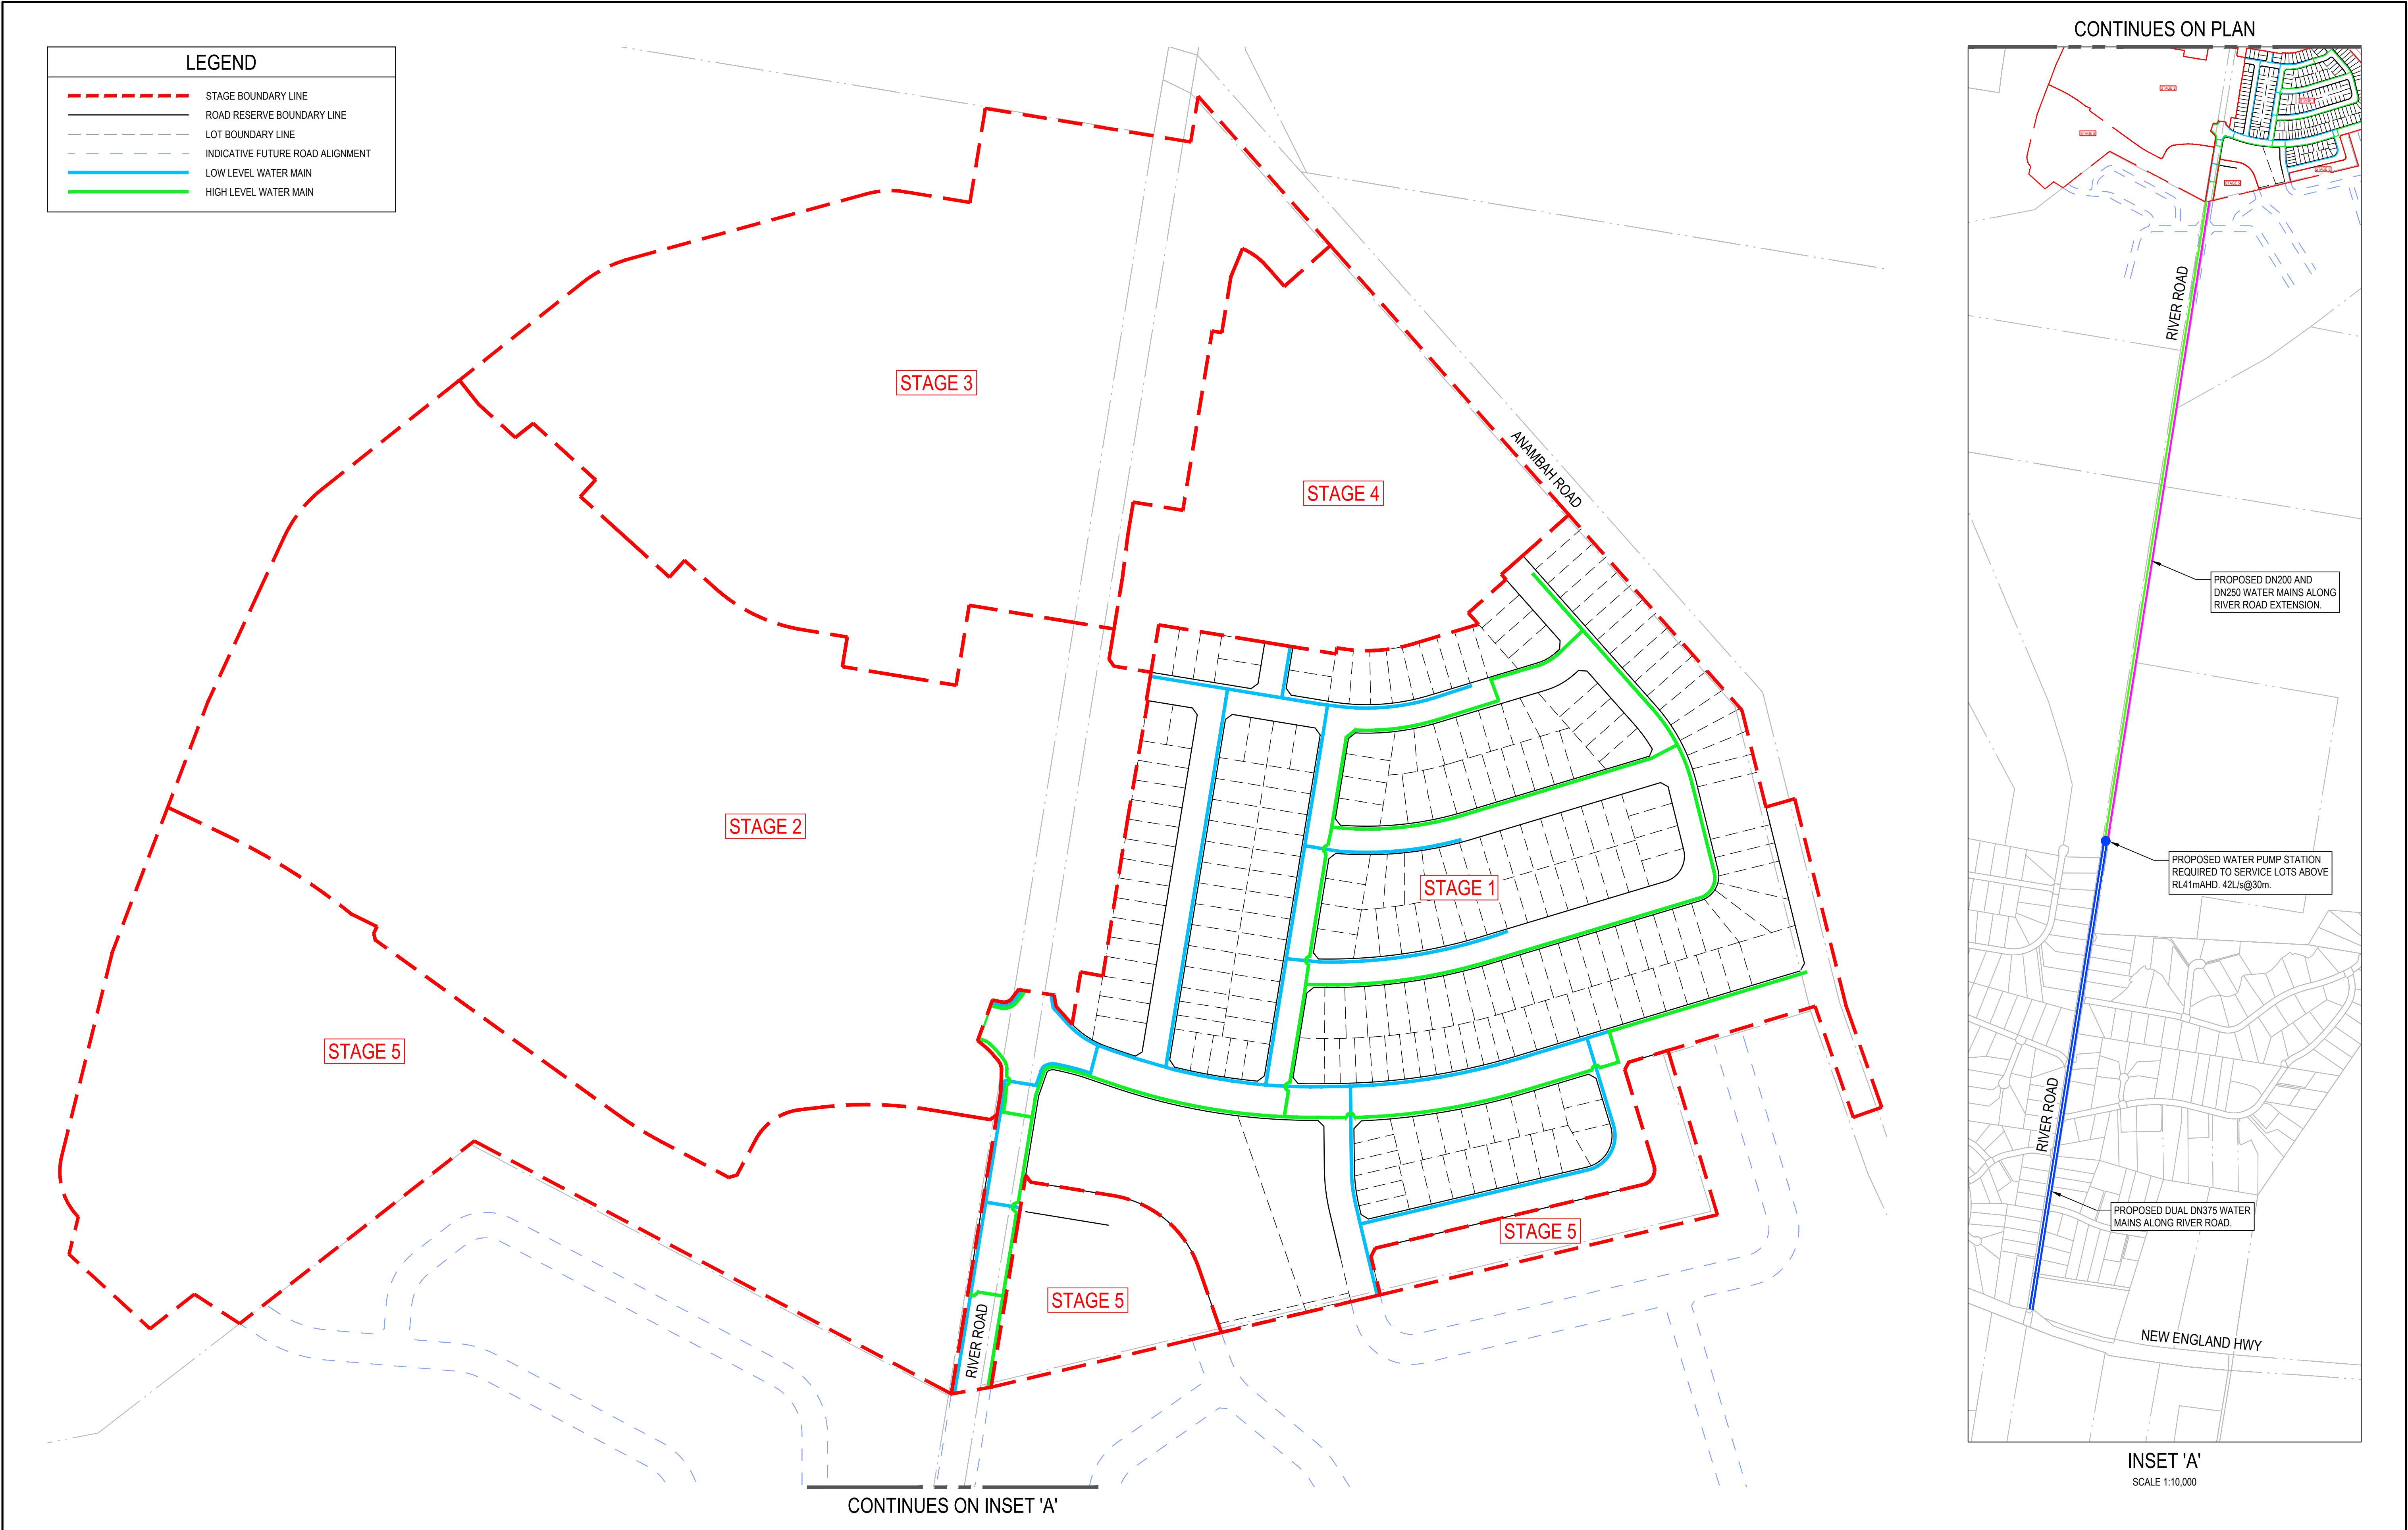 LEGEND
STAGE BOUNDARY LINE
ROAD RESERVE BOUNDARY LINE
LOT BOUNDARY LINE
INDICATIVE FUTURE ROAD ALIGNMENT
LOW LEVEL WATER MAIN
HIGH LEVEL WATER MAIN
STAGE 3
STAGE 4
ANAMBAH ROAD
STAGE 2
STAGE 1
STAGE 5
STAGE 5
STAGE 5
RIVER ROAD
CONTINUES ON INSET 'A'
CONTINUES ON PLAN
RIVER ROAD
PROPOSED DN200 AND
DN250 WATER MAINS ALONG
RIVER ROAD EXTENSION.
PROPOSED WATER PUMP STATION
REQUIRED TO SERVICE LOTS ABOVE
RL41mAHD. 42L/s@30m.
RIVER ROAD
PROPOSED DUAL DN375 WATER
MAINS ALONG RIVER ROAD.
NEW ENGLAND HWY
INSET 'A'
SCALE 1:10,000